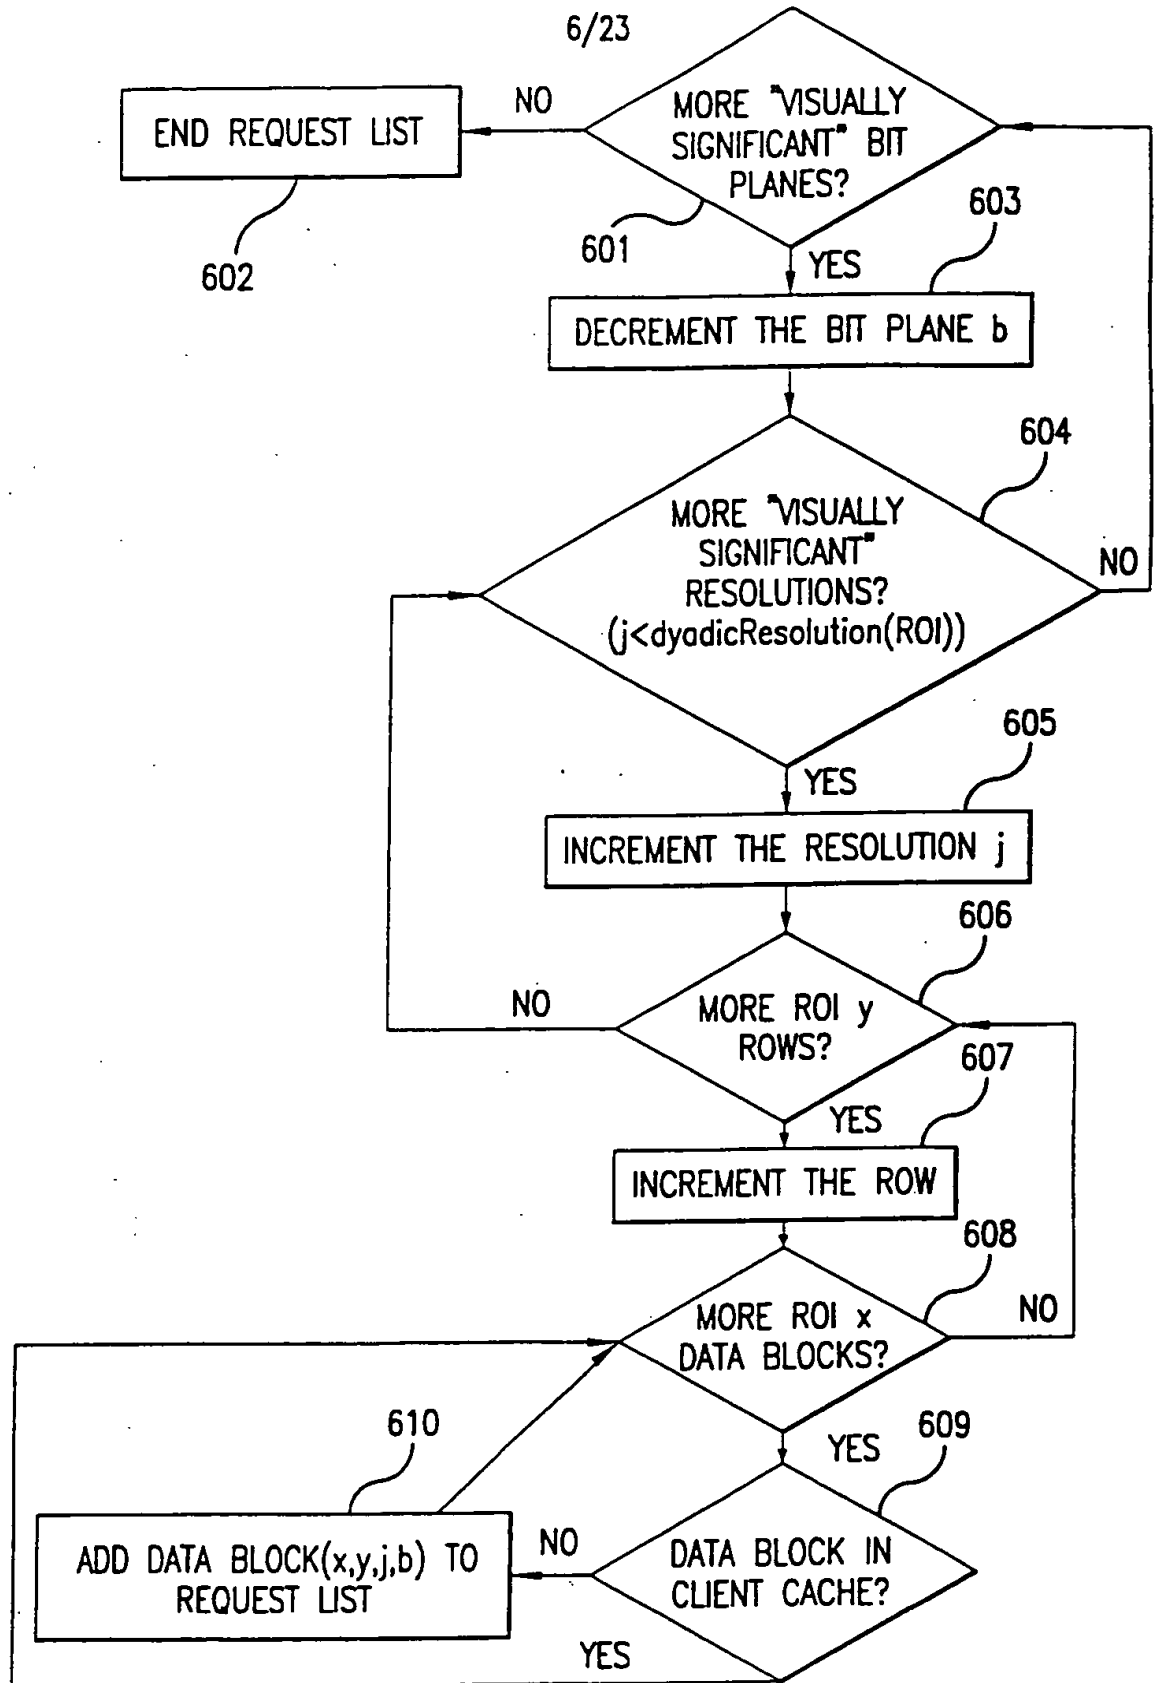 6/23
NO
END REQUEST LIST
MORE "VISUALLY
SIGNIFICANT" BIT
PLANES?
602
601
603
YES
DECREMENT THE BIT PLANE b
604
MORE "VISUALLY
SIGNIFICANT"
RESOLUTIONS?
(j<dyadicResolution(ROI))
NO
605
YES
INCREMENT THE RESOLUTION j
606
NO
MORE ROI y
ROWS?
607
YES
INCREMENT THE ROW
608
MORE ROI x
DATA BLOCKS?
NO
610
YES
609
ADD DATA BLOCK(x,y,j,b) TO
REQUEST LIST
NO
DATA BLOCK IN
CLIENT CACHE?
YES